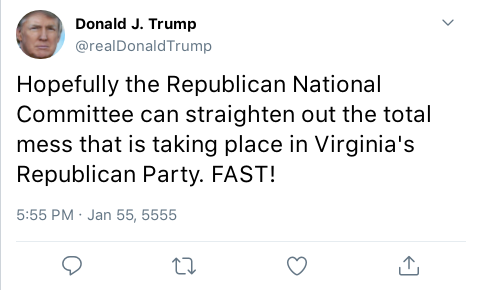 Donald J. Trump
@realDonaldTrump
Hopefully the Republican National
Committee can straighten out the total
mess that is taking place in Virginia's
Republican Party. FAST!
5:55 PM · Jan 55, 5555